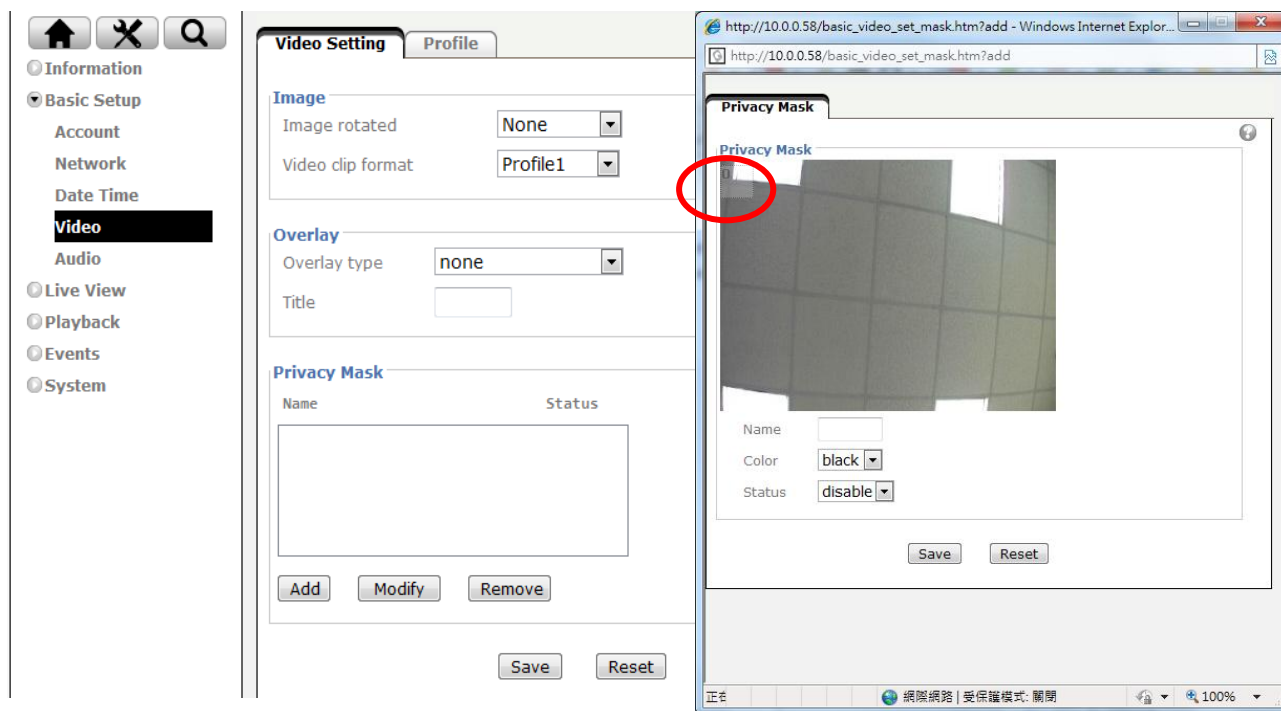 Information
Basic Setup
Account
Network
Date Time
Video
Audio
Live View
Playback
Events
System
Video Setting
Profile
Image
Image rotated None
Video clip format Profile1
Overlay
Overlay type none
Title
Privacy Mask
Name Status
Add Modify Remove
Save Reset
http://10.0.0.58/basic_video_set_mask.htm?add - Windows Internet Explor...
http://10.0.0.58/basic_video_set_mask.htm?add
Privacy Mask
Privacy Mask
0
Name
Color black
Status disable
Save Reset
網際網路 | 受保護模式: 關閉 100%